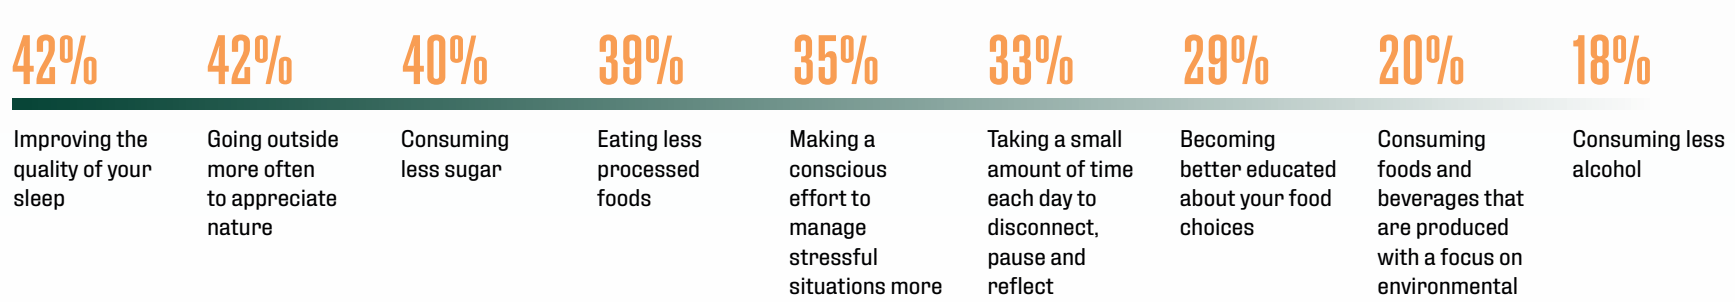 42%
42%
40%
39%
35%
33%
29%
20%
18%
Improving the
quality of your
sleep
Going outside
more often
to appreciate
nature
Consuming
less sugar
Eating less
processed
foods
Making a
conscious
effort to
manage
stressful
situations more
Taking a small
amount of time
each day to
disconnect,
pause and
reflect
Becoming
better educated
about your food
choices
Consuming
foods and
beverages that
are produced
with a focus on
environmental
Consuming less
alcohol